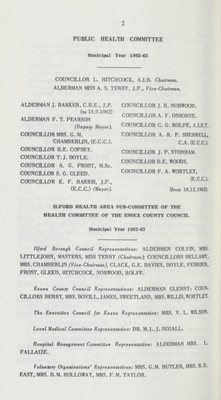 2
PUBLIC HEALTH COMMITTEE
Municipal Year 1962-63
COUNCILLOR L. HITCHCOCK, A.I.B. Chairman,
ALDERMAN MISS A. S. TERRY, J.P., Vice-Chairman,
ALDERMAN J. BARKER, C.B.E., J.P.
(to 11.9.1962)
ALDERMAN F. T. PEARSON
(Deputy Mayor).
COUNCILLOR MRS. G. M.
CHAMBERLIN, (E.C.C.).
COUNCILLOR H.E. COPSEY.
COUNCILLOR T. J. DOYLE.
COUNCILLOR A. G. FROST, M.Sc.
COUNCILLOR S. G. GLEED.
COUNCILLOR E. F. HARRIS, J.P.,
(E.C.C.) (Mayor).
COUNCILLOR J. R. NORWOOD.
COUNCILLOR A. F. OSBORNE.
COUNCILLOR C. G. ROLFE, A.I.S.T.
COUNCILLOR A. R. P. SHERRELL,
C.A. (E.C.C.)
COUNCILLOR J. P. STONHAM.
COUNCILLOR D.E. WOODS.
COUNCILLOR F. A. WORTLEY,
(E.C.C.)
(from 18.11.1962).
ILFORD HEALTH AREA SUB-COMMITTEE OF THE
HEALTH COMMITTEE OF THE ESSEX COUNTY COUNCIL
Municipal Year 1962-63
Ilford Borough Council Representatives: ALDERMEN COLVIN, MRS.
LITTLEJOHN, MASTERS, MISS TERRY (Chairman,) COUNCILLORS BELLAMY,
MRS. CHAMBERLIN (Vice-Chairman), CLACK, G.E. DAVIES, DOYLE, FERRIER,
FROST, GLEED, HITCHCOCK, NORWOOD, ROLFE.
Essex County Council Representatives: ALDERMAN GLENNY; COUN-
CILLORS BERRY, MRS. BOVILL, JAMES, SWEETLAND, MRS. WILLIS, WORTLEY.
The Executive Council for Essex Representative: MRS. V. L. WILSON.
Local Medical Committee Representative: DR. M.L.J. SEGALL.
Hospital Management Committee Representative: ALDERMAN MRS. L.
FALLAIZE.
Voluntary Organisations' Representatives: MRS. G.M. BUTLER, MRS. R.E.
EAST, MRS. D.M. HOLLOWAY, MRS. F.M. TAYLOR.